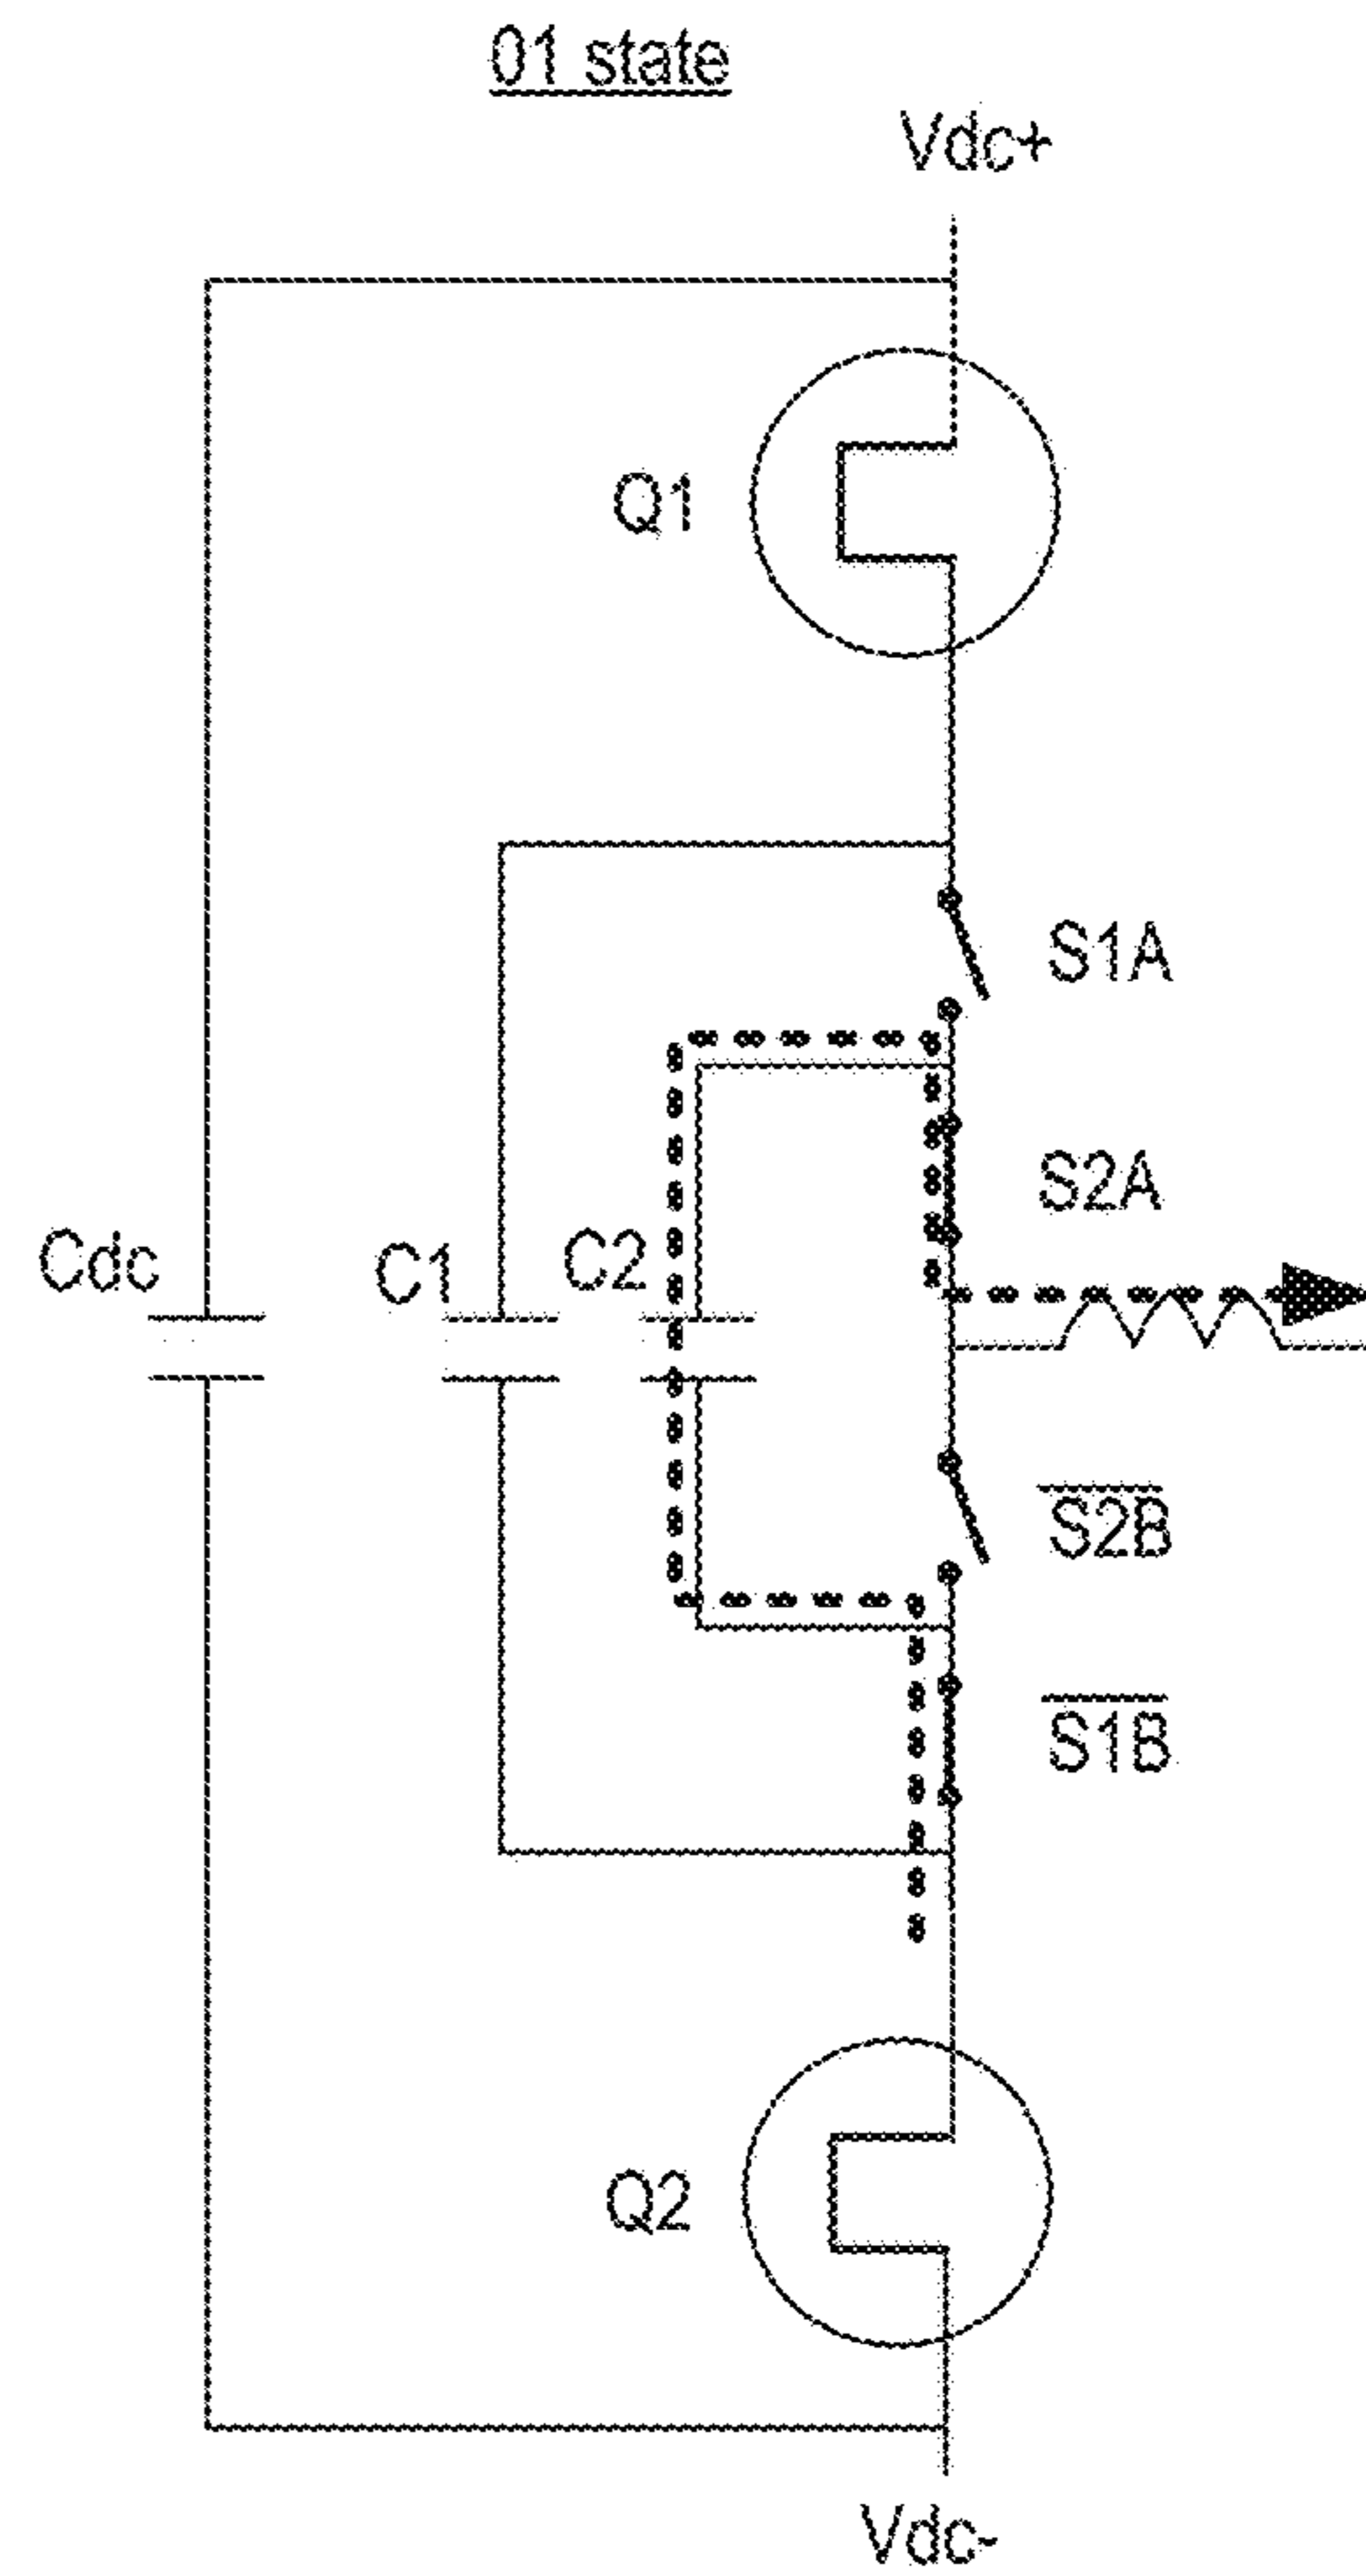 01 state
Vdc+
Q1
S1A
S2A
Cdc
C1
C2
S2B
S1B
Q2
Vdc-